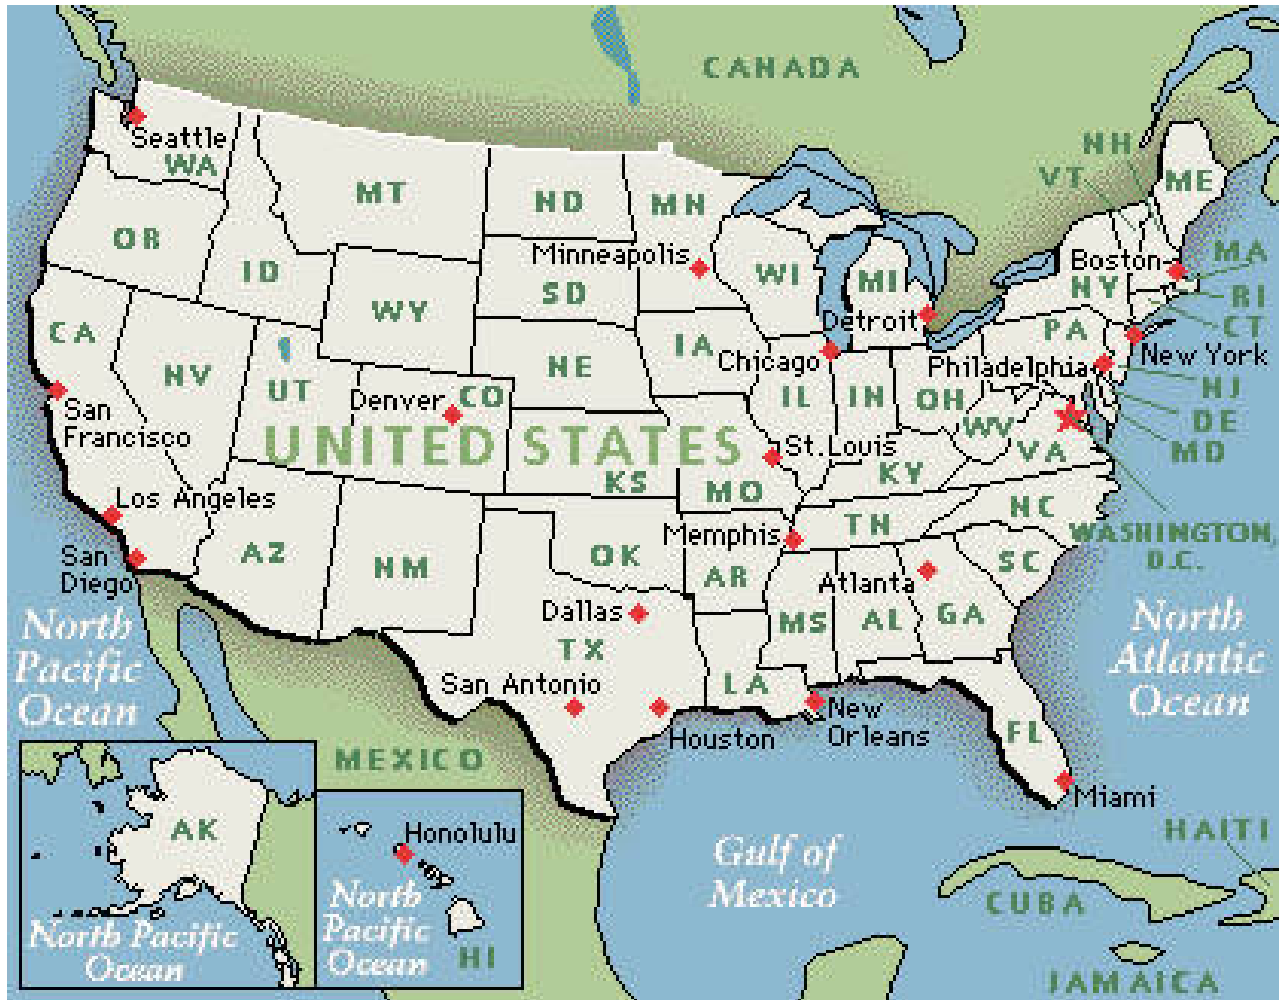 CANADA
NH
VT
ME
Seattle
WA
MT
ND
MN
OR
Minneapolis
Boston
MA
ID
WI
MI
NY
RI
SD
WY
CT
CA
Detroit
PA
IA
Chicago
New York
NV
NE
Philadelphia
UT
NJ
Denver
CO
IL
IN
OH
DE
San
Francisco
WV
MD
UNITED STATES
St. Louis
VA
KS
KY
MO
Los Angeles
NC
TN
WASHINGTON,
D.C.
Memphis
AZ
OK
San
Diego
NM
AR
SC
Atlanta
Dallas
GA
MS
AL
North
Pacific
Ocean
North
Atlantic
Ocean
TX
San Antonio
LA
New
Orleans
Houston
FL
MEXICO
Miami
AK
Honolulu
HAITI
Gulf of
Mexico
North
Pacific
Ocean
CUBA
North Pacific
Ocean
HI
JAMAICA